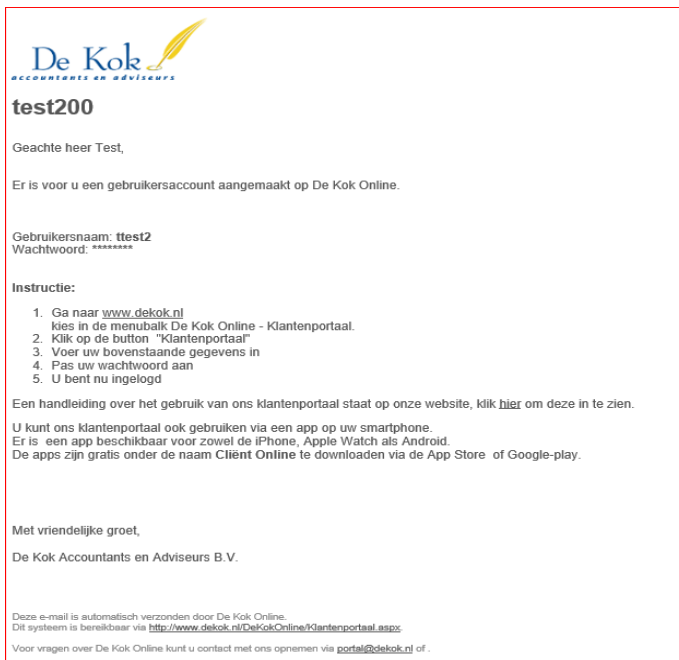 De Kok
accountants en adviseurs
test200
Geachte heer Test,
Er is voor u een gebruikersaccount aangemaakt op De Kok Online.
Gebruikersnaam: ttest2
Wachtwoord: ********
Instructie:
1. Ga naar www.dekok.nl
kies in de menubalk De Kok Online - Klantenportaal.
2. Klik op de button "Klantenportaal"
3. Voer uw bovenstaande gegevens in
4. Pas uw wachtwoord aan
5. U bent nu ingelogd
Een handleiding over het gebruik van ons klantenportaal staat op onze website, klik hier om deze in te zien.
U kunt ons klantenportaal ook gebruiken via een app op uw smartphone.
Er is een app beschikbaar voor zowel de iPhone, Apple Watch als Android.
De apps zijn gratis onder de naam Cliënt Online te downloaden via de App Store of Google-play.
Met vriendelijke groet,
De Kok Accountants en Adviseurs B.V.
Deze e-mail is automatisch verzonden door De Kok Online.
Dit systeem is bereikbaar via http://www.dekok.nl/DeKokOnline/Klantenportaal.aspx.
Voor vragen over De Kok Online kunt u contact met ons opnemen via portal@dekok.nl of .